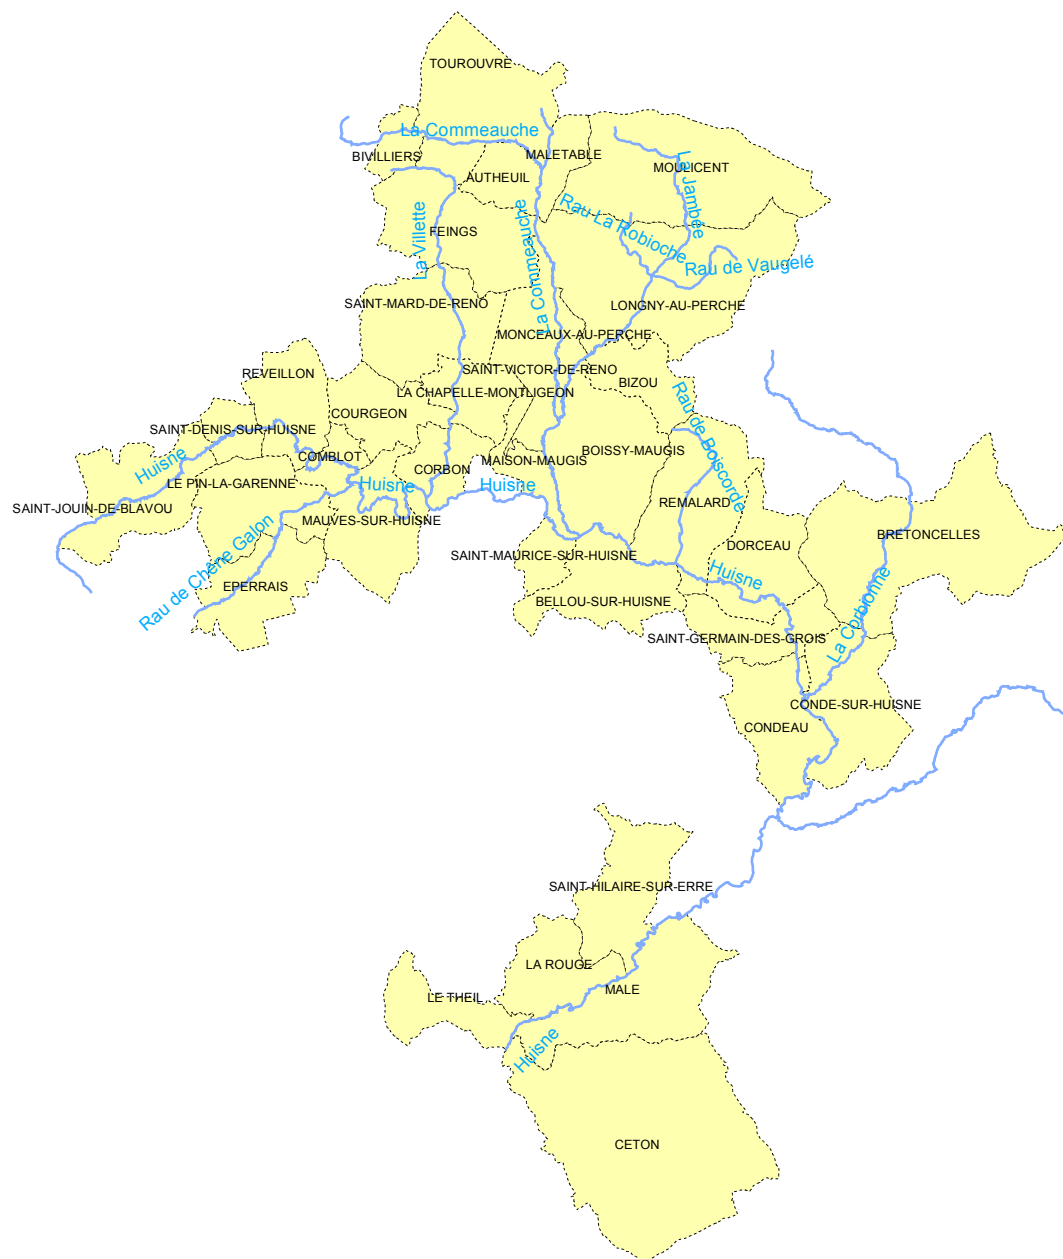 TOUROUVRE
La Commeauche
BIVILLIERS
MALETABLE
AUTHEUIL
MOULICENT
La Jambée
La Villette
FEINGS
La Commeauche
Rau La Robioche
Rau de Vaugelé
SAINT-MARD-DE-RENO
LONGNY-AU-PERCHE
MONCEAUX-AU-PERCHE
REVEILLON
SAINT-VICTOR-DE-RENO
BIZOU
LA CHAPELLE-MONTLIGEON
COURGEON
Rau de Boiscorde
SAINT-DENIS-SUR-HUISNE
COMBLOT
Huisne
CORBON
MAISON-MAUGIS
BOISSY-MAUGIS
LE PIN-LA-GARENNE
Huisne
Huisne
SAINT-JOUIN-DE-BLAVOU
MAUVES-SUR-HUISNE
REMALARD
BRETONCELLES
DORCEAU
SAINT-MAURICE-SUR-HUISNE
Rau de Chêne Galon
EPERRAIS
Huisne
BELLOU-SUR-HUISNE
La Corbionne
SAINT-GERMAIN-DES-GROIS
CONDE-SUR-HUISNE
CONDEAU
SAINT-HILAIRE-SUR-ERRE
LA ROUGE
MALE
LE THEIL
Huisne
CETON